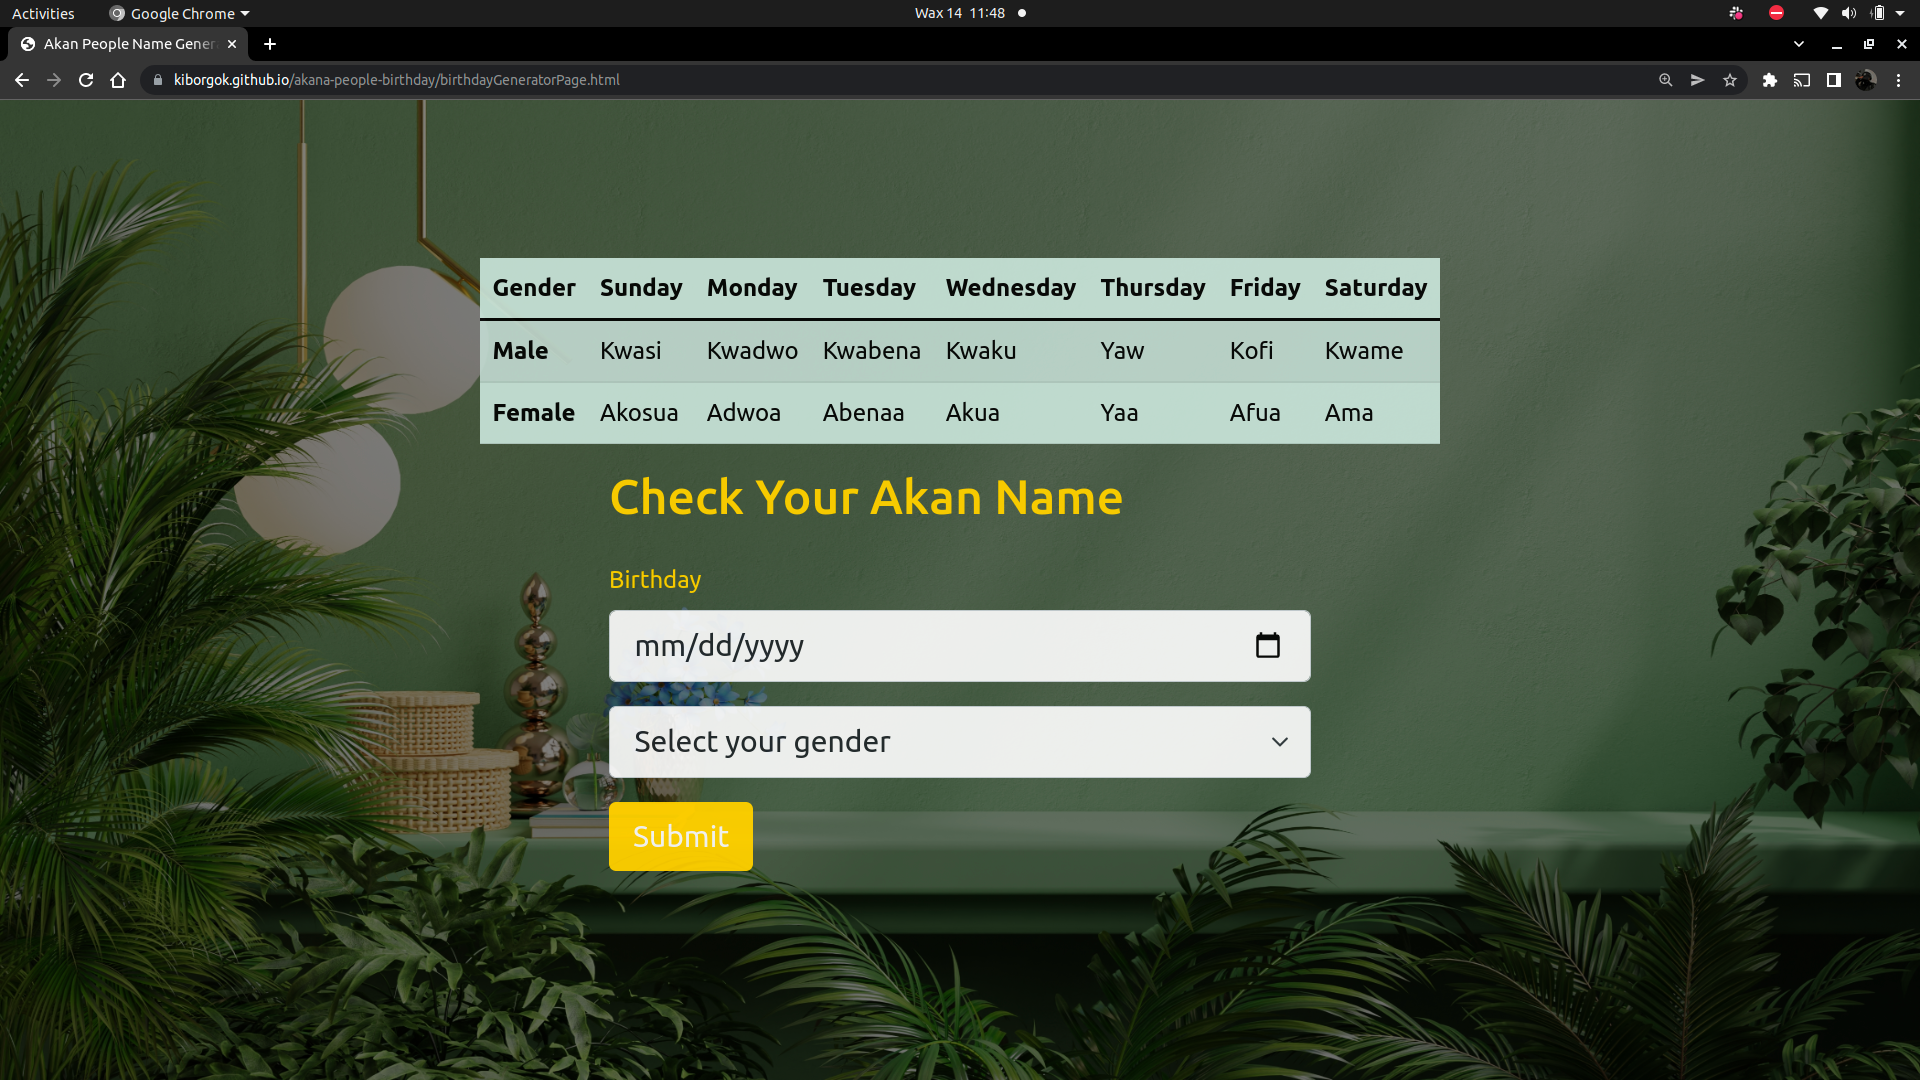 Activities Google Chrome Wax 14 11:48
Akan People Name Gener
kiborgok.github.io/akana-people-birthday/birthdayGeneratorPage.html
Gender Sunday Monday Tuesday Wednesday Thursday Friday Saturday
Male Kwasi Kwadwo Kwabena Kwaku Yaw Kofi Kwame
Female Akosua Adwoa Abenaa Akua Yaa Afua Ama
Check Your Akan Name
Birthday
mm/dd/yyyy
Select your gender
Submit